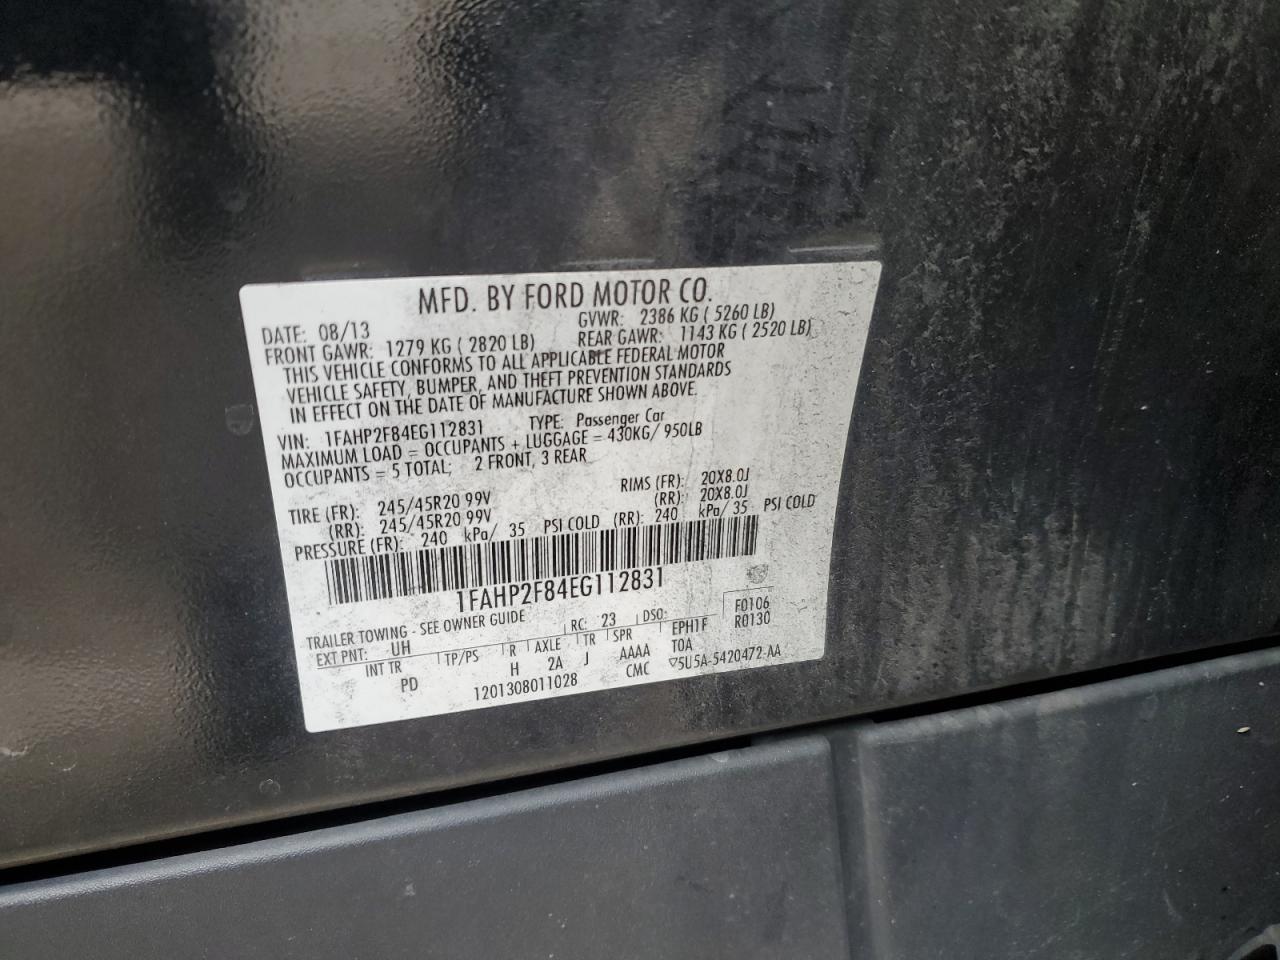 MFD. BY FORD MOTOR CO.
DATE: 08/13 GVWR: 2386 KG ( 5260 LB)
FRONT GAWR: 1279 KG ( 2820 LB) REAR GAWR: 1143 KG ( 2520 LB)
THIS VEHICLE CONFORMS TO ALL APPLICABLE FEDERAL MOTOR
VEHICLE SAFETY, BUMPER, AND THEFT PREVENTION STANDARDS
IN EFFECT ON THE DATE OF MANUFACTURE SHOWN ABOVE.
VIN: 1FAHP2F84EG112831 TYPE: Passenger Car
MAXIMUM LOAD = OCCUPANTS + LUGGAGE = 430KG/ 950LB
OCCUPANTS = 5 TOTAL; 2 FRONT, 3 REAR
TIRE (FR): 245/45R20 99V RIMS (FR): 20X8.0J
(RR): 245/45R20 99V (RR): 20X8.0J
PRESSURE (FR): 240 kPa/ 35 PSI COLD (RR): 240 kPa/ 35 PSI COLD
1FAHP2F84EG112831
TRAILER TOWING - SEE OWNER GUIDE RC: 23 DSO: F0106
EXT PNT: UH R0130
INT TR TP/PS R AXLE TR SPR EPH1F
PD H 2A J AAAA T0A
1201308011028 CMC ▽5U5A-5420472-AA